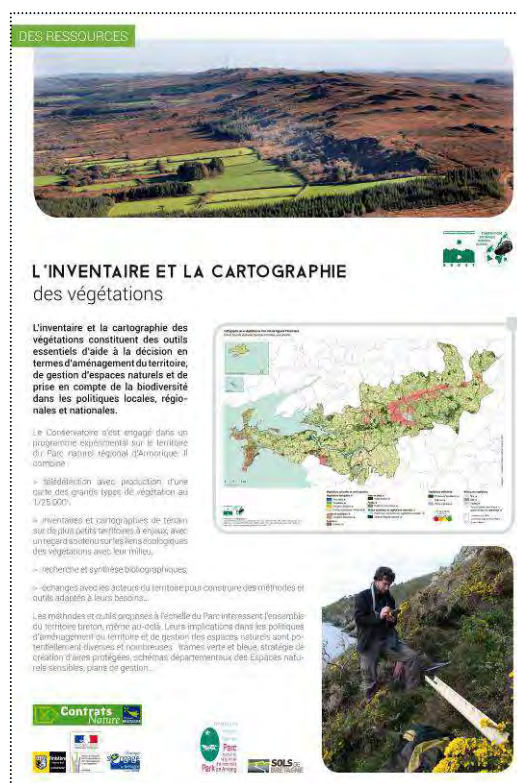 DES RESSOURCES
L'INVENTAIRE ET LA CARTOGRAPHIE
des végétations
L'inventaire et la cartographie des
végétations constituent des outils
essentiels d'aide à la décision en
termes d'aménagement du territoire,
de gestion d'espaces naturels et de
prise en compte de la biodiversité
dans les politiques locales, régio-
nales et nationales.
Le Conservatoire s'est engagé dans un
programme expérimental sur le territoire
du Parc naturel régional d'Armorique. Il
combine :
> télédétection avec production d'une
carte des grands types de végétation au
1/25 000e,
> inventaires et cartographies de terrain
sur de plus petits territoires à enjeux, avec
un regard soutenu sur les liens écologiques
des végétations avec leur milieu,
> recherche et synthèse bibliographiques,
> échanges avec les acteurs du territoire pour construire des méthodes et
outils adaptés à leurs besoins...
Les méthodes et outils proposés à l'échelle du Parc intéressent l'ensemble
du territoire breton, même au-delà. Leurs implications dans les politiques
d'aménagement du territoire et de gestion des espaces naturels sont po-
tentiellement diverses et nombreuses : trames verte et bleue, stratégie de
création d'aires protégées, schémas départementaux des Espaces natu-
rels sensibles, plans de gestion...
Contrats
Nature
BREST
Finistère
s'engage
Parc
Park an Arvorig
SOLS DE
BRETAGNE